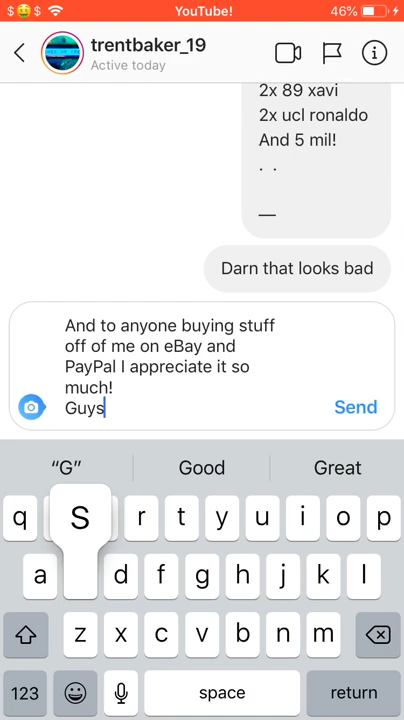 $🤑$ YouTube! 46%
trentbaker_19
Active today
2x 89 xavi
2x ucl ronaldo
And 5 mil!
. .
__
Darn that looks bad
And to anyone buying stuff
off of me on eBay and
PayPal I appreciate it so
much!
Guys
Send
“G” Good Great
q r t y u i o p
S
a d f g h j k l
z x c v b n m
123 space return